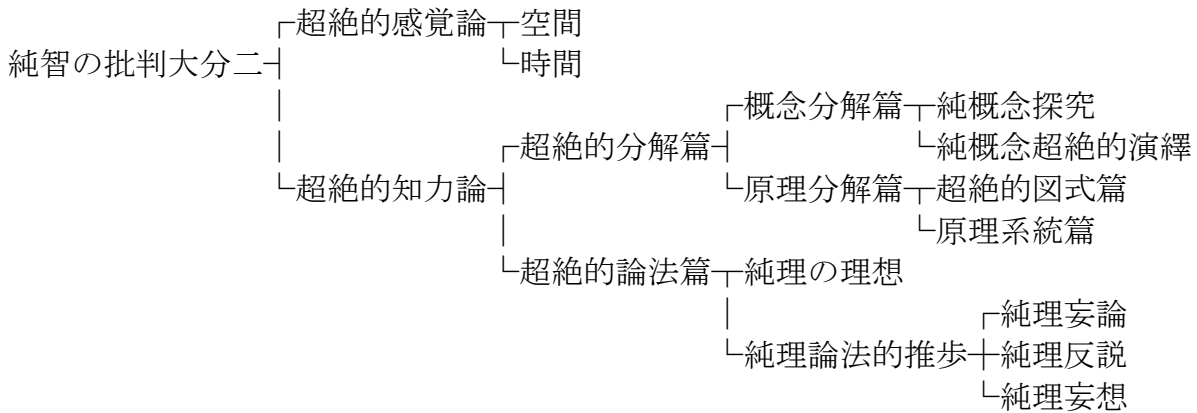 ┌超絶的感覚論┬空間
純智の批判大分二┤ └時間
│ ┌概念分解篇┬純概念探究
│ ┌超絶的分解篇┤ └純概念超絶的演繹
└超絶的知力論┤ └原理分解篇┬超絶的図式篇
│ └原理系統篇
└超絶的論法篇┬純理の理想
│ ┌純理妄論
└純理論法的推歩┼純理反説
└純理妄想